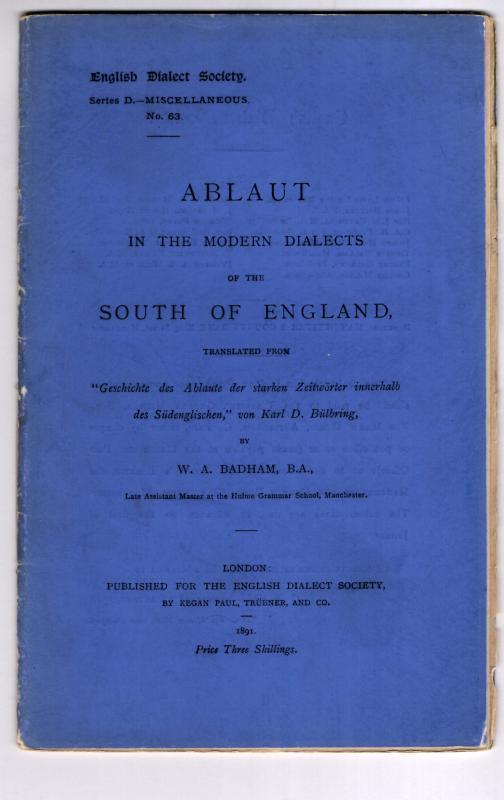 English Dialect Society.
Series D.—MISCELLANEOUS.
No. 63.
ABLAUT
IN THE MODERN DIALECTS
OF THE
SOUTH OF ENGLAND,
TRANSLATED FROM
"Geschichte des Ablaute der starken Zeitwörter innerhalb
des Südenglischen," von Karl D. Bülbring,
BY
W. A. BADHAM, B.A.,
Late Assistant Master at the Hulme Grammar School, Manchester.
LONDON:
PUBLISHED FOR THE ENGLISH DIALECT SOCIETY,
BY KEGAN PAUL, TRÜBNER, AND CO.
1891.
Price Three Shillings.